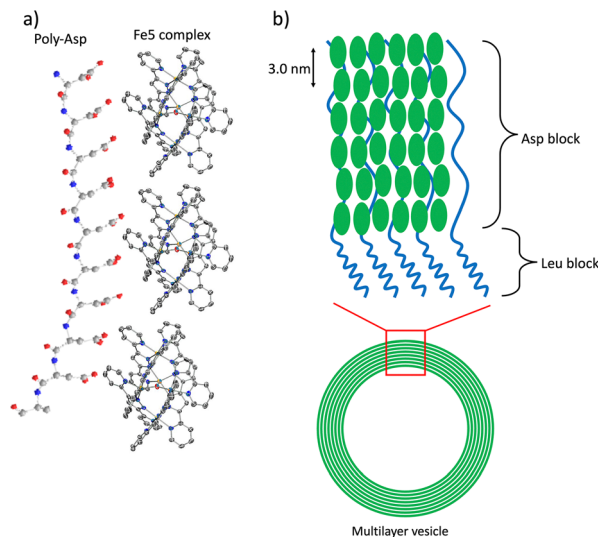 a)
Poly-Asp
Fe5 complex
b)
3.0 nm
Asp block
Leu block
Multilayer vesicle